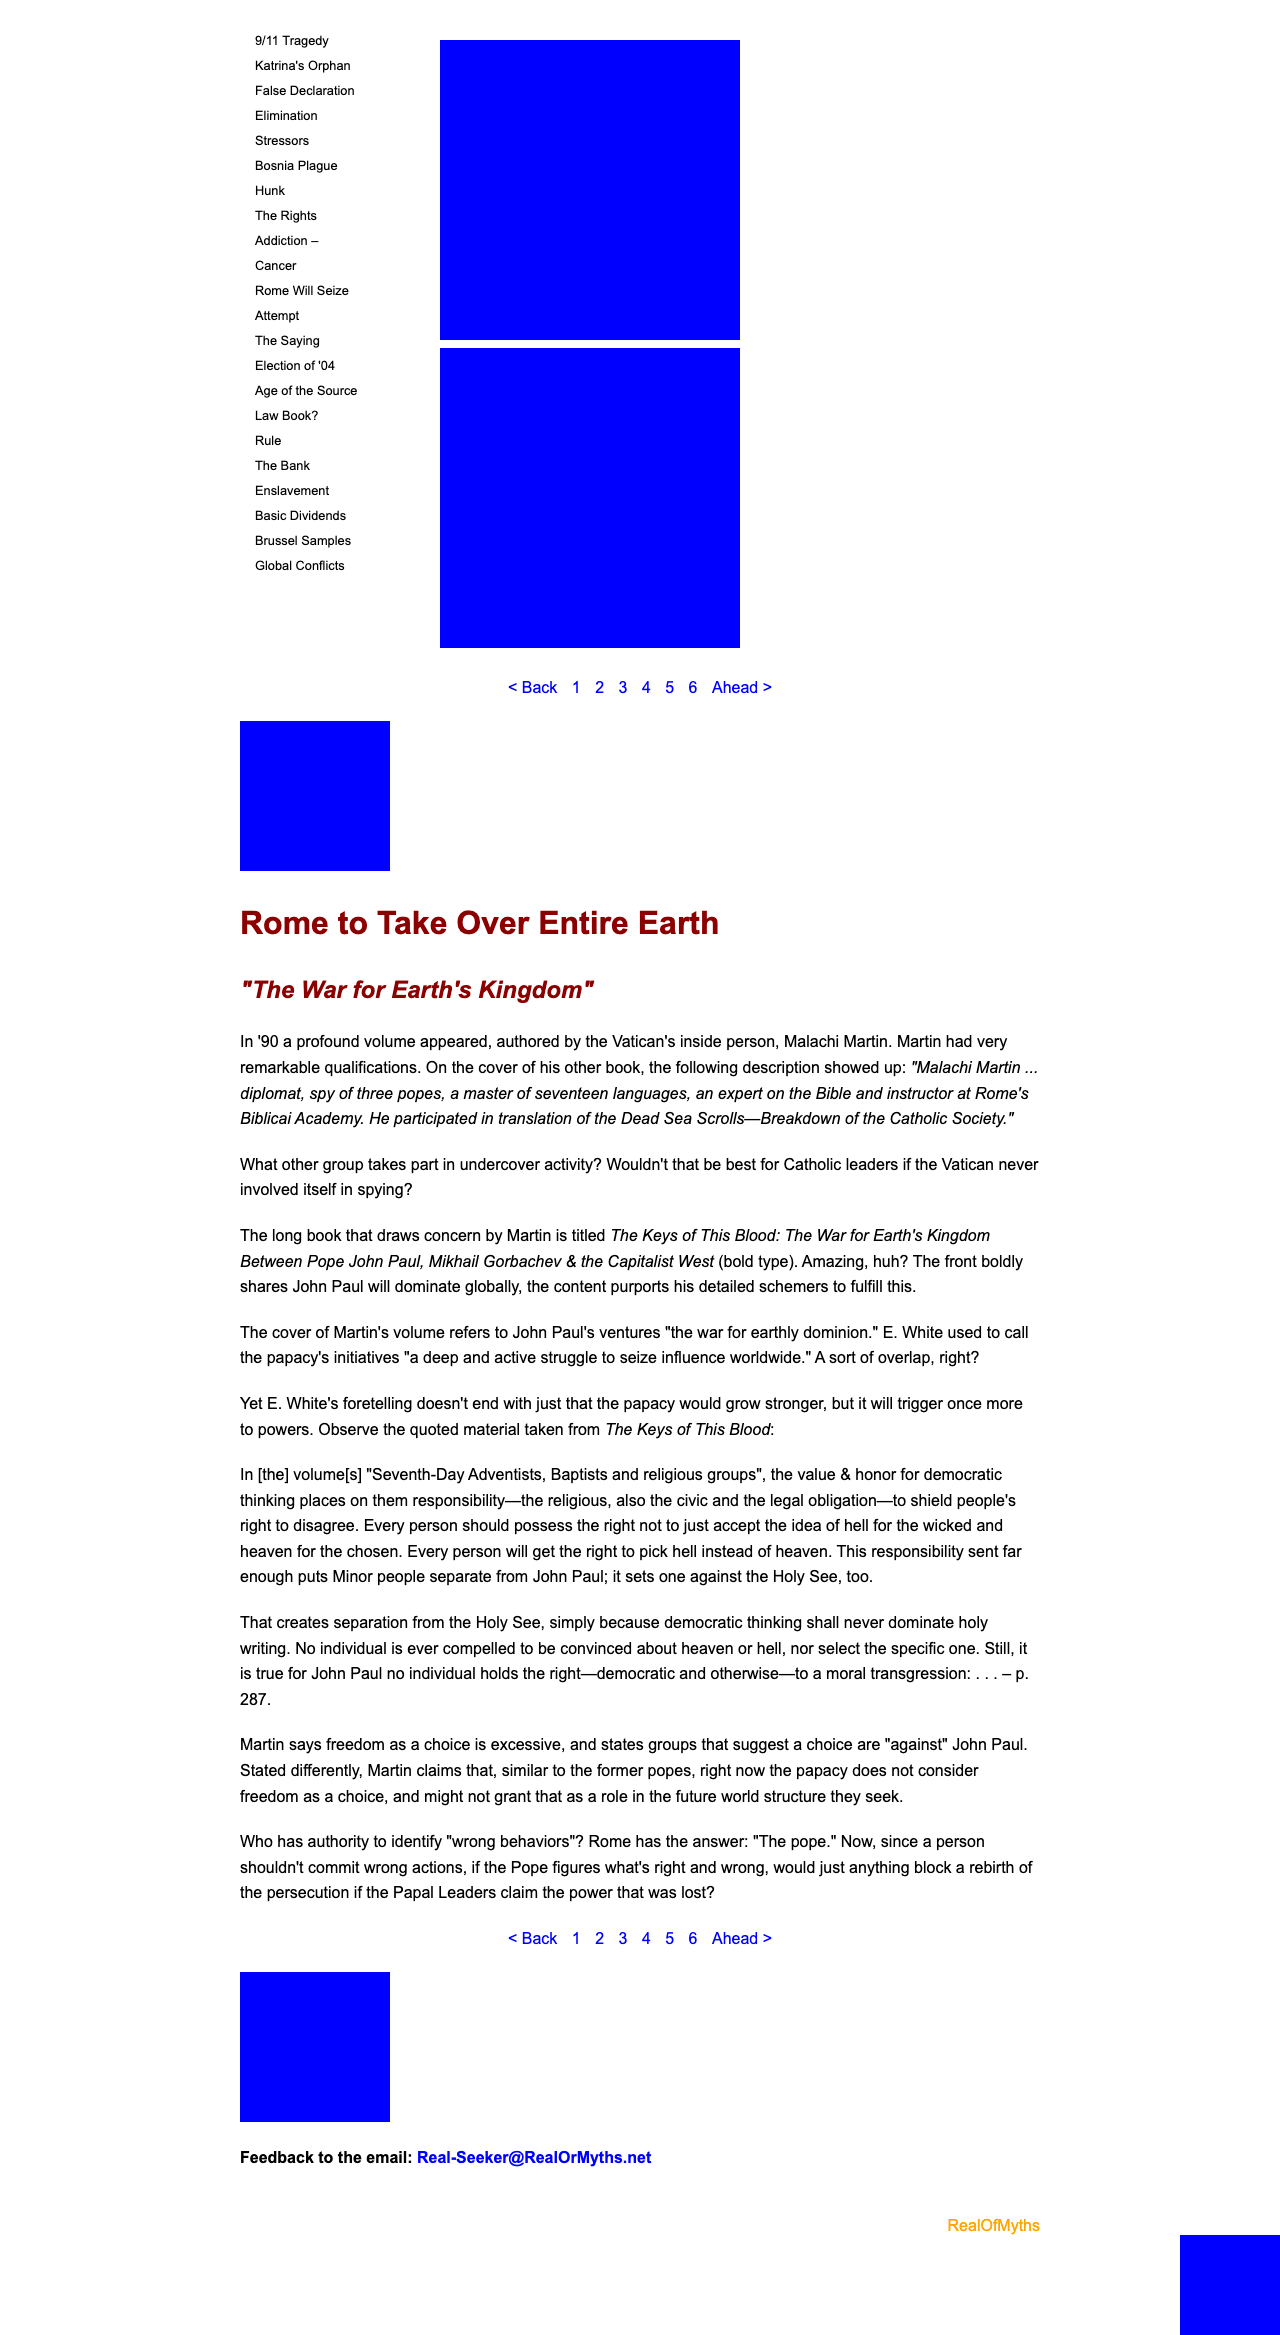 9/11 Tragedy
Katrina's Orphan
False Declaration
Elimination
Stressors
Bosnia Plague
Hunk
The Rights
Addiction –
Cancer
Rome Will Seize
Attempt
The Saying
Election of '04
Age of the Source
Law Book?
Rule
The Bank
Enslavement
Basic Dividends
Brussel Samples
Global Conflicts
< Back 1 2 3 4 5 6 Ahead >
Rome to Take Over Entire Earth
"The War for Earth's Kingdom"
In '90 a profound volume appeared, authored by the Vatican's inside person, Malachi Martin. Martin had very
remarkable qualifications. On the cover of his other book, the following description showed up: "Malachi Martin ...
diplomat, spy of three popes, a master of seventeen languages, an expert on the Bible and instructor at Rome's
Biblicai Academy. He participated in translation of the Dead Sea Scrolls—Breakdown of the Catholic Society."
What other group takes part in undercover activity? Wouldn't that be best for Catholic leaders if the Vatican never
involved itself in spying?
The long book that draws concern by Martin is titled The Keys of This Blood: The War for Earth's Kingdom
Between Pope John Paul, Mikhail Gorbachev & the Capitalist West (bold type). Amazing, huh? The front boldly
shares John Paul will dominate globally, the content purports his detailed schemers to fulfill this.
The cover of Martin's volume refers to John Paul's ventures "the war for earthly dominion." E. White used to call
the papacy's initiatives "a deep and active struggle to seize influence worldwide." A sort of overlap, right?
Yet E. White's foretelling doesn't end with just that the papacy would grow stronger, but it will trigger once more
to powers. Observe the quoted material taken from The Keys of This Blood:
In [the] volume[s] "Seventh-Day Adventists, Baptists and religious groups", the value & honor for democratic
thinking places on them responsibility—the religious, also the civic and the legal obligation—to shield people's
right to disagree. Every person should possess the right not to just accept the idea of hell for the wicked and
heaven for the chosen. Every person will get the right to pick hell instead of heaven. This responsibility sent far
enough puts Minor people separate from John Paul; it sets one against the Holy See, too.
That creates separation from the Holy See, simply because democratic thinking shall never dominate holy
writing. No individual is ever compelled to be convinced about heaven or hell, nor select the specific one. Still, it
is true for John Paul no individual holds the right—democratic and otherwise—to a moral transgression: . . . – p.
287.
Martin says freedom as a choice is excessive, and states groups that suggest a choice are "against" John Paul.
Stated differently, Martin claims that, similar to the former popes, right now the papacy does not consider
freedom as a choice, and might not grant that as a role in the future world structure they seek.
Who has authority to identify "wrong behaviors"? Rome has the answer: "The pope." Now, since a person
shouldn't commit wrong actions, if the Pope figures what's right and wrong, would just anything block a rebirth of
the persecution if the Papal Leaders claim the power that was lost?
< Back 1 2 3 4 5 6 Ahead >
Feedback to the email: Real-Seeker@RealOrMyths.net
RealOfMyths